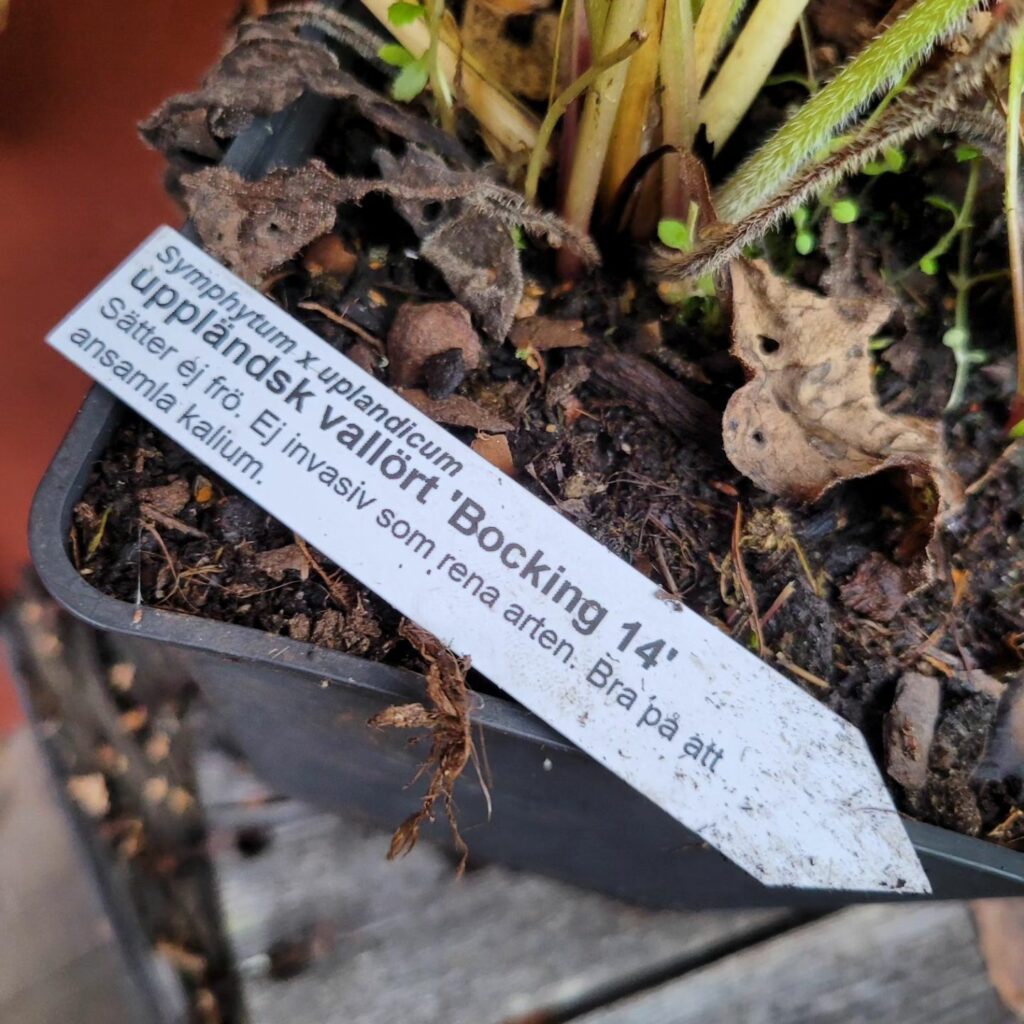 Symphytum x uplandicum
uppländsk vallört 'Bocking 14'
Sätter ej frö. Ej invasiv som rena arten. Bra på att
ansamla kalium.